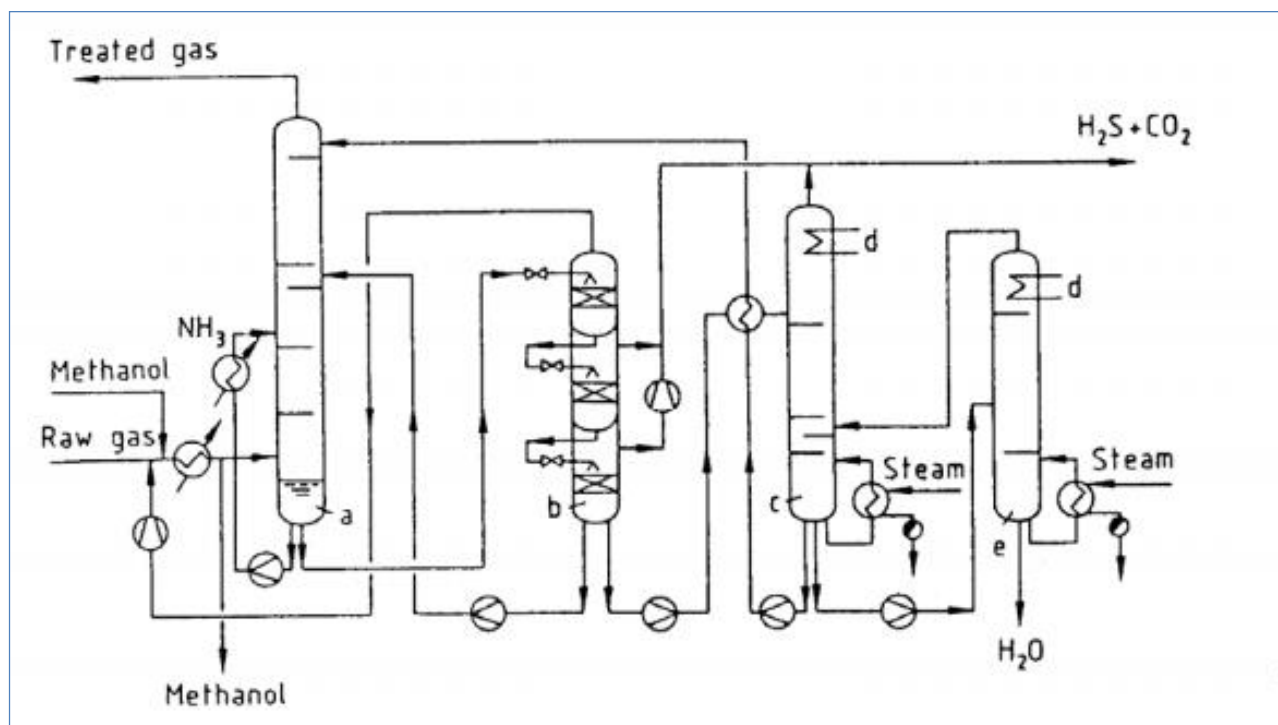 Treated gas
H₂S+CO₂
d
d
NH₃
Methanol
Raw gas
Steam
Steam
a
b
c
e
H₂O
Methanol